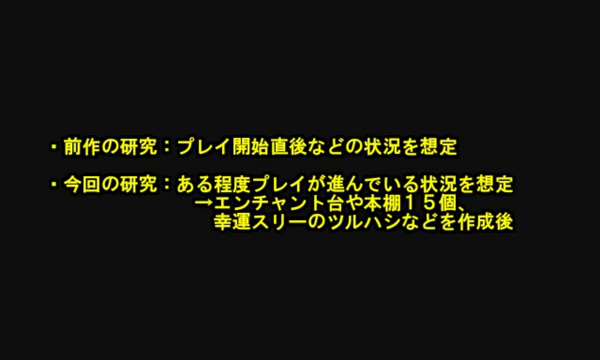 ・前作の研究：プレイ開始直後などの状況を想定
・今回の研究：ある程度プレイが進んでいる状況を想定
→エンチャント台や本棚１５個、
幸運スリーのツルハシなどを作成後